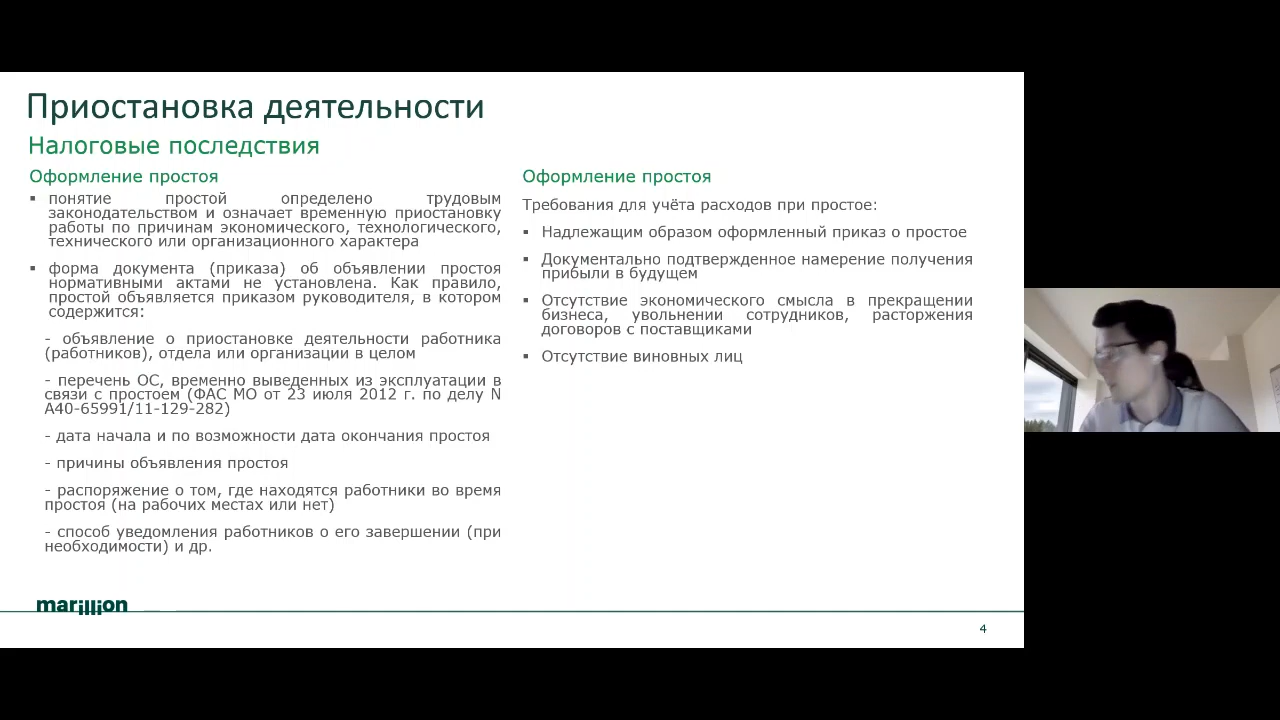 Приостановка деятельности
Налоговые последствия
Оформление простоя
▪ понятие простой определено трудовым
законодательством и означает временную приостановку
работы по причинам экономического, технологического,
технического или организационного характера
▪ форма документа (приказа) об объявлении простоя
нормативными актами не установлена. Как правило,
простой объявляется приказом руководителя, в котором
содержится:
- объявление о приостановке деятельности работника
(работников), отдела или организации в целом
- перечень ОС, временно выведенных из эксплуатации в
связи с простоем (ФАС МО от 23 июля 2012 г. по делу N
А40-65991/11-129-282)
- дата начала и по возможности дата окончания простоя
- причины объявления простоя
- распоряжение о том, где находятся работники во время
простоя (на рабочих местах или нет)
- способ уведомления работников о его завершении (при
необходимости) и др.
Оформление простоя
Требования для учёта расходов при простое:
▪ Надлежащим образом оформленный приказ о простое
▪ Документально подтвержденное намерение получения
прибыли в будущем
▪ Отсутствие экономического смысла в прекращении
бизнеса, увольнении сотрудников, расторжения
договоров с поставщиками
▪ Отсутствие виновных лиц
marillion
4